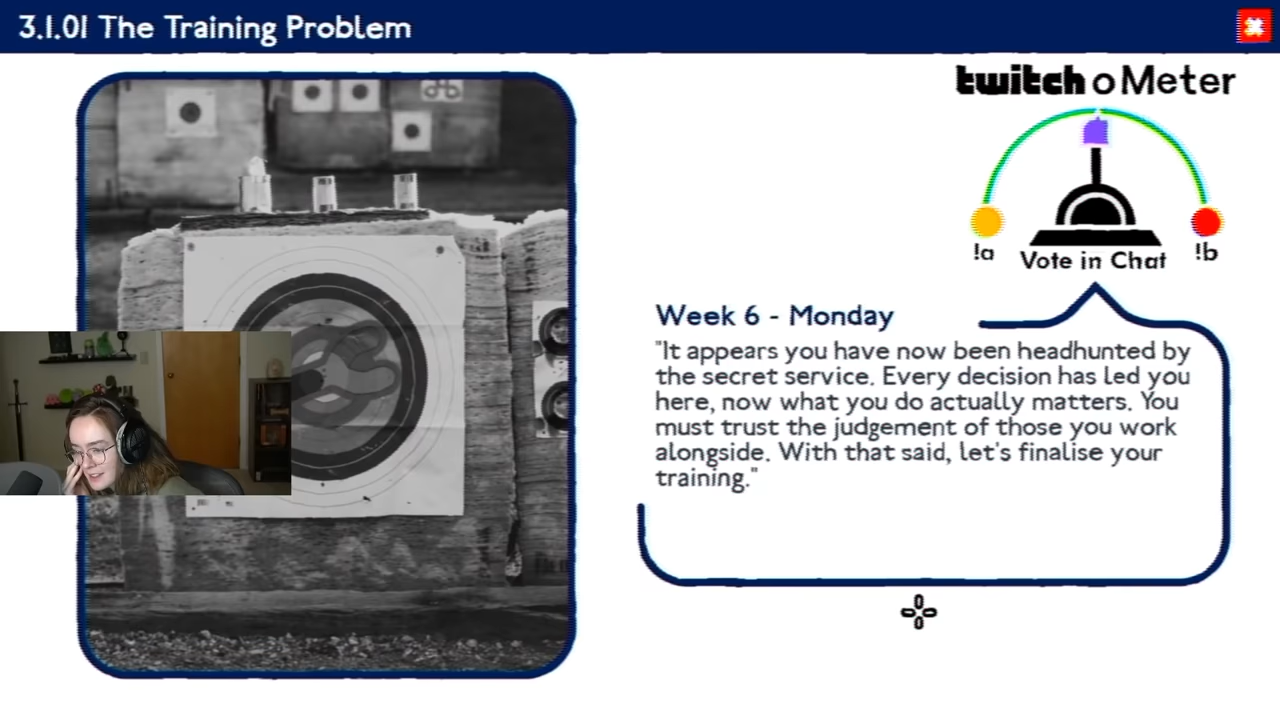 3.1.01 The Training Problem
twitch o Meter
!a
!b
Vote in Chat
Week 6 - Monday
"It appears you have now been headhunted by
the secret service. Every decision has led you
here, now what you do actually matters. You
must trust the judgement of those you work
alongside. With that said, let's finalise your
training."